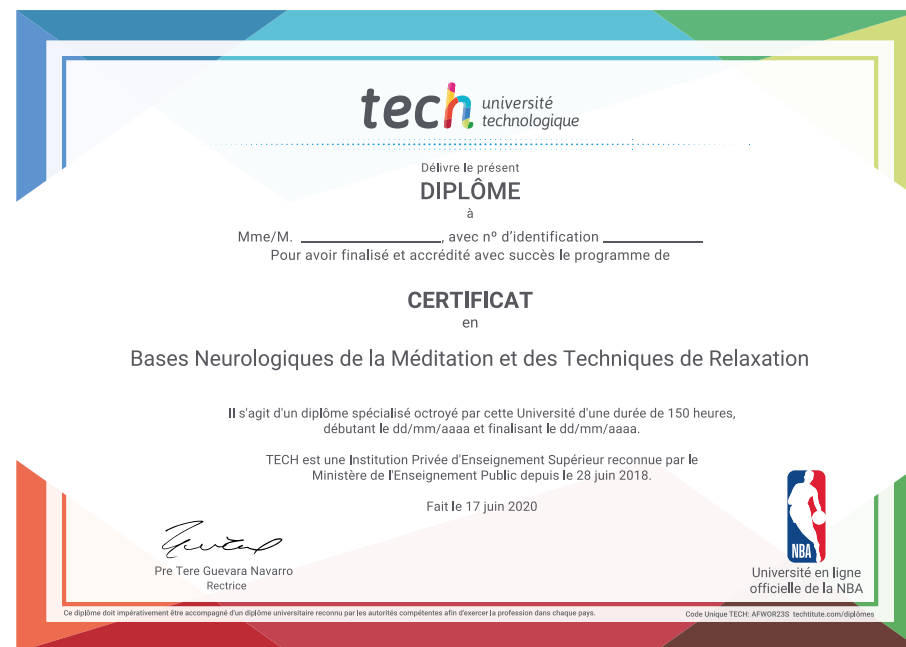 tech université
technologique
Délivre le présent
DIPLÔME
à
Mme/M. ____________________, avec nº d'identification ______________
Pour avoir finalisé et accrédité avec succès le programme de
CERTIFICAT
en
Bases Neurologiques de la Méditation et des Techniques de Relaxation
Il s'agit d'un diplôme spécialisé octroyé par cette Université d'une durée de 150 heures,
débutant le dd/mm/aaaa et finalisant le dd/mm/aaaa.
TECH est une Institution Privée d'Enseignement Supérieur reconnue par le
Ministère de l'Enseignement Public depuis le 28 juin 2018.
Fait le 17 juin 2020
Pre Tere Guevara Navarro
Rectrice
NBA
Université en ligne
officielle de la NBA
Ce diplôme doit impérativement être accompagné d'un diplôme universitaire reconnu par les autorités compétentes afin d'exercer la profession dans chaque pays.
Code Unique TECH: AFWOR23S techtitute.com/diplômes